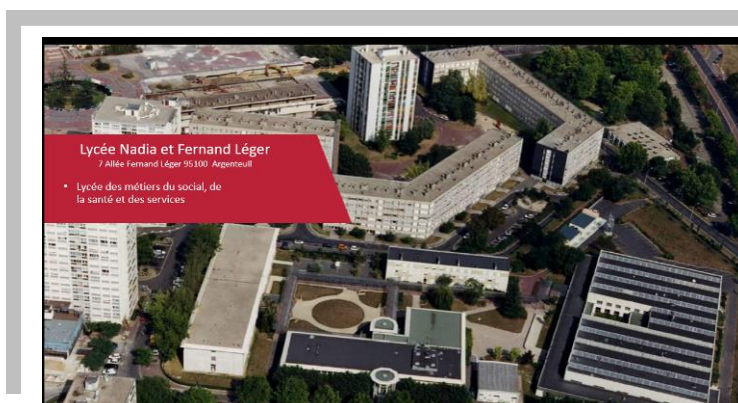 Lycée Nadia et Fernand Léger
7 Allée Fernand Léger 95100 Argenteuil
• Lycée des métiers du social, de
la santé et des services